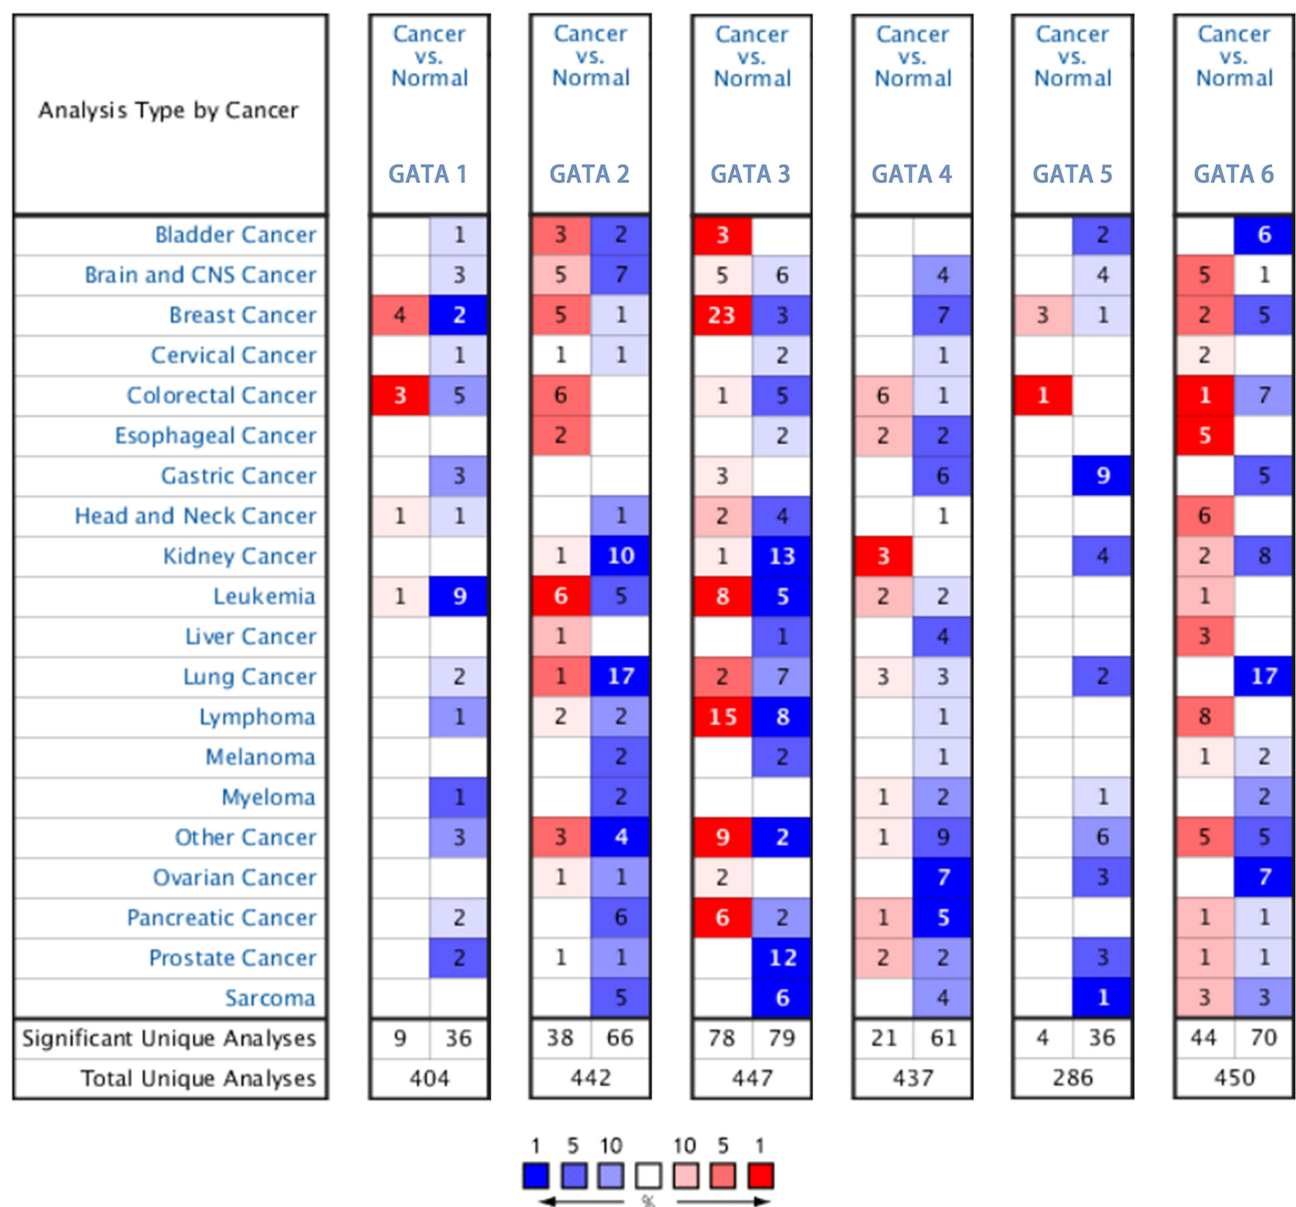 Analysis Type by Cancer
Cancer vs. Normal GATA 1
Cancer vs. Normal GATA 2
Cancer vs. Normal GATA 3
Cancer vs. Normal GATA 4
Cancer vs. Normal GATA 5
Cancer vs. Normal GATA 6
Bladder Cancer 1 3 2 3 2 6
Brain and CNS Cancer 3 5 7 5 6 4 4 5 1
Breast Cancer 4 2 5 1 23 3 7 3 1 2 5
Cervical Cancer 1 1 1 2 1 2
Colorectal Cancer 3 5 6 1 5 6 1 1 1 7
Esophageal Cancer 2 2 2 2 5
Gastric Cancer 3 3 6 9 5
Head and Neck Cancer 1 1 1 2 4 1 6
Kidney Cancer 1 10 1 13 3 4 2 8
Leukemia 1 9 6 5 8 5 2 2 1
Liver Cancer 1 1 4 3
Lung Cancer 2 1 17 2 7 3 3 2 17
Lymphoma 1 2 2 15 8 1 8
Melanoma 2 2 1 1 2
Myeloma 1 2 1 2 1 2
Other Cancer 3 3 4 9 2 1 9 6 5 5
Ovarian Cancer 1 1 2 7 3 7
Pancreatic Cancer 2 6 6 2 1 5 1 1
Prostate Cancer 2 1 1 12 2 2 3 1 1
Sarcoma 5 6 4 1 3 3
Significant Unique Analyses 9 36 38 66 78 79 21 61 4 36 44 70
Total Unique Analyses 404 442 447 437 286 450
1 5 10 10 5 1
%